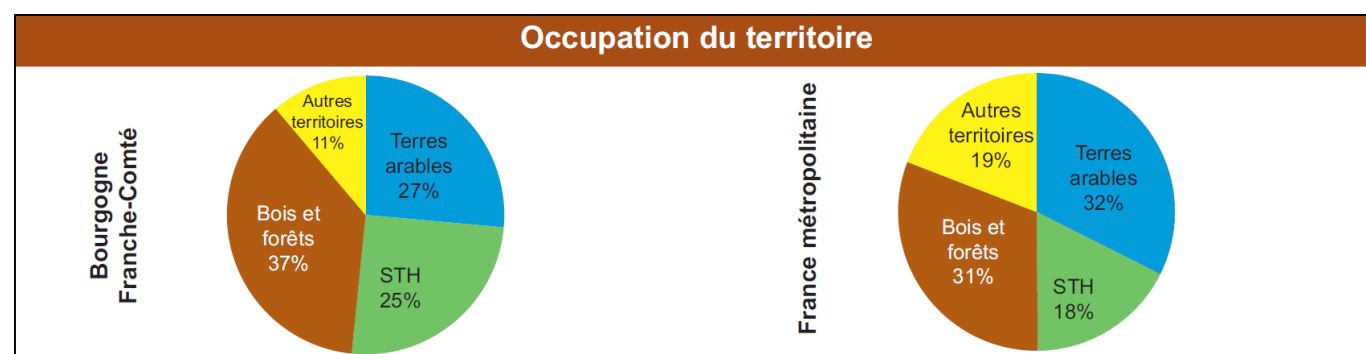 Occupation du territoire
Bourgogne
Franche-Comté
Autres
territoires
11%
Terres
arables
27%
Bois et
forêts
37%
STH
25%
France métropolitaine
Autres
territoires
19%
Terres
arables
32%
Bois et
forêts
31%
STH
18%